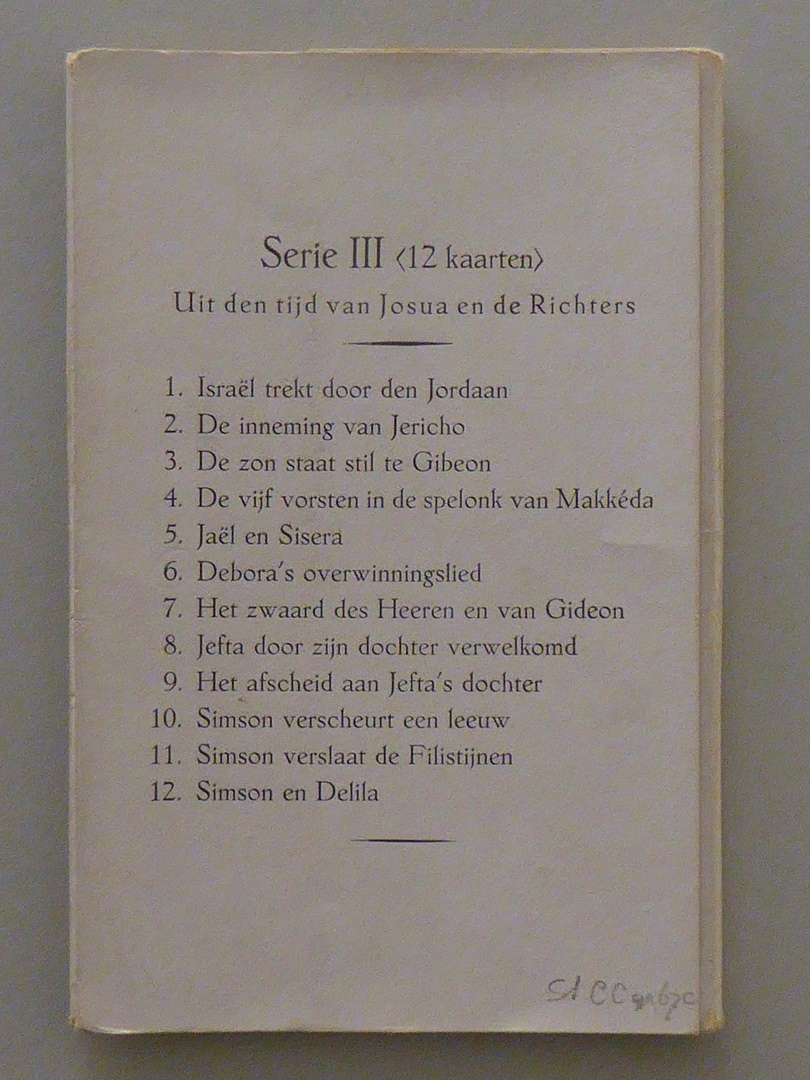 Serie III (12 kaarten)
Uit den tijd van Josua en de Richters
1. Israël trekt door den Jordaan
2. De inneming van Jericho
3. De zon staat stil te Gibeon
4. De vijf vorsten in de spelonk van Makkéda
5. Jaël en Sisera
6. Debora's overwinningslied
7. Het zwaard des Heeren en van Gideon
8. Jefta door zijn dochter verwelkomd
9. Het afscheid aan Jefta's dochter
10. Simson verscheurt een leeuw
11. Simson verslaat de Filistijnen
12. Simson en Delila